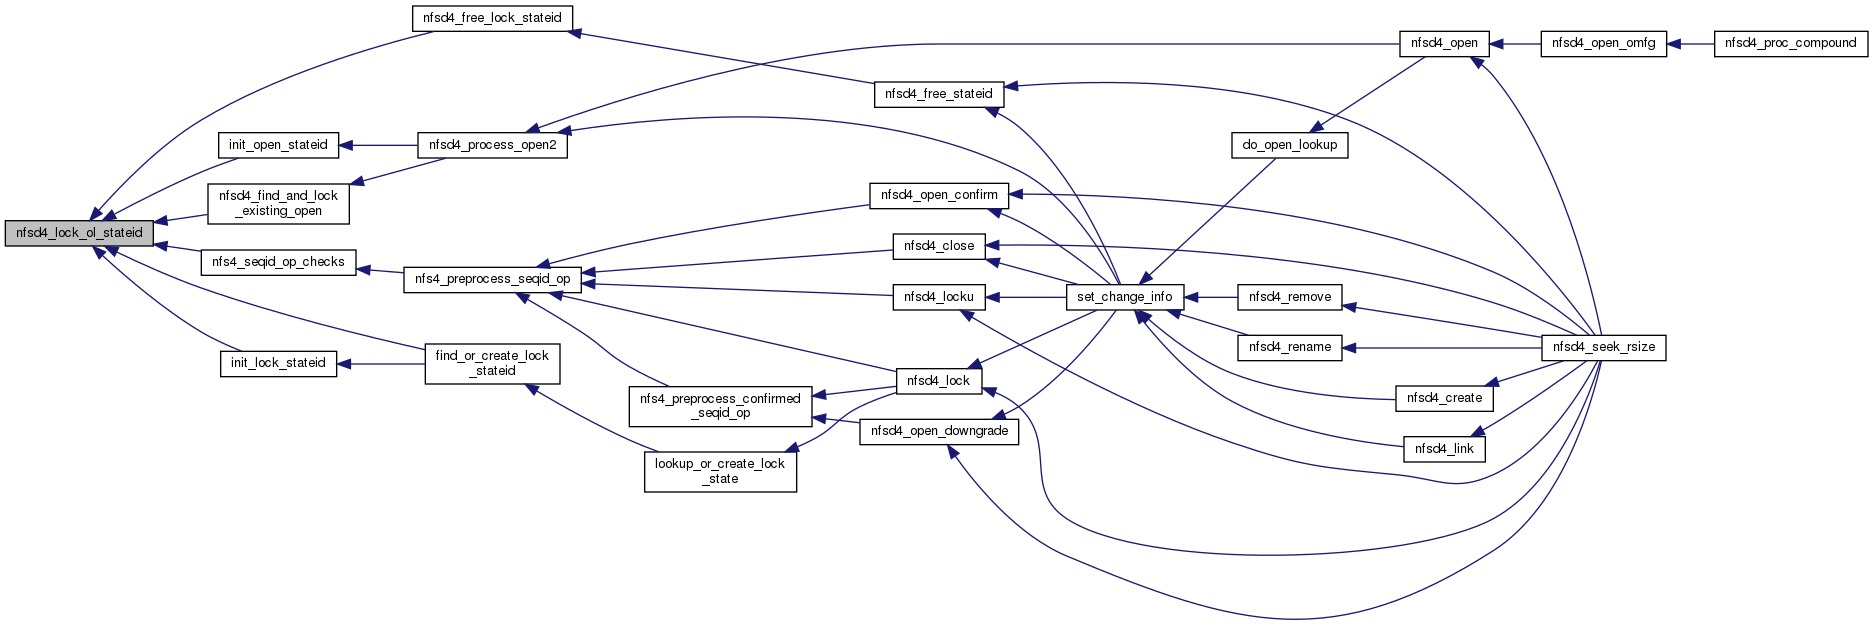 nfsd4_free_lock_stateid
nfsd4_open
nfsd4_open_omfg
nfsd4_proc_compound
nfsd4_free_stateid
init_open_stateid
nfsd4_process_open2
do_open_lookup
nfsd4_find_and_lock
_existing_open
nfsd4_open_confirm
nfsd4_lock_ol_stateid
nfsd4_close
nfs4_seqid_op_checks
nfs4_preprocess_seqid_op
nfsd4_locku
set_change_info
nfsd4_remove
nfsd4_rename
nfsd4_seek_rsize
init_lock_stateid
find_or_create_lock
_stateid
nfsd4_lock
nfs4_preprocess_confirmed
_seqid_op
nfsd4_create
nfsd4_open_downgrade
nfsd4_link
lookup_or_create_lock
_state